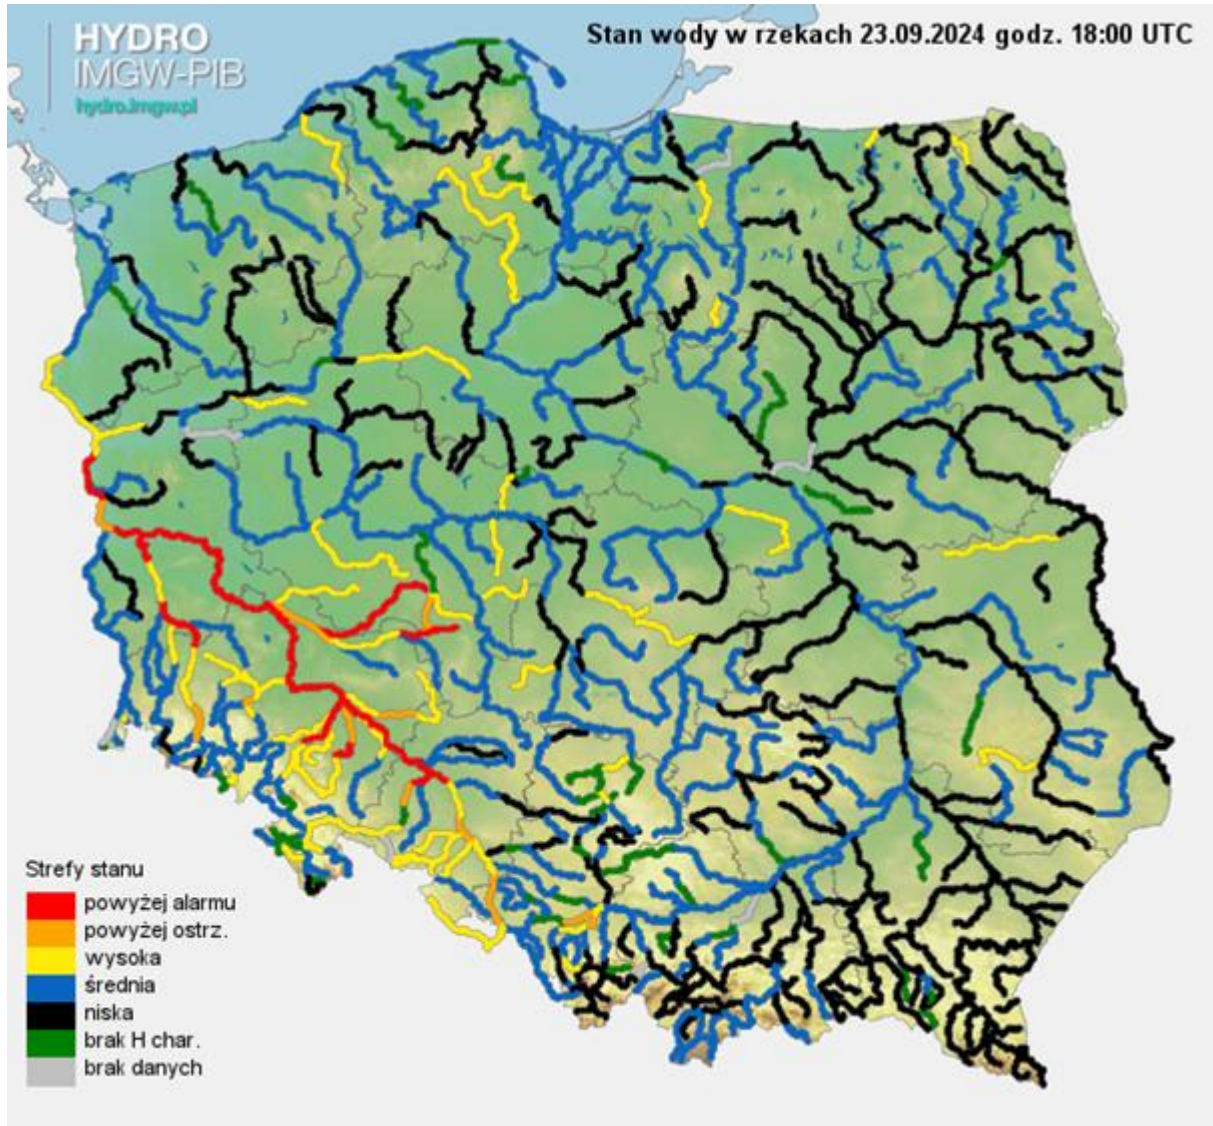 HYDRO
IMGW-PIB
hydro.imgw.pl
Stan wody w rzekach 23.09.2024 godz. 18:00 UTC
Strefy stanu
powyżej alarmu
powyżej ostrz.
wysoka
średnia
niska
brak H char.
brak danych